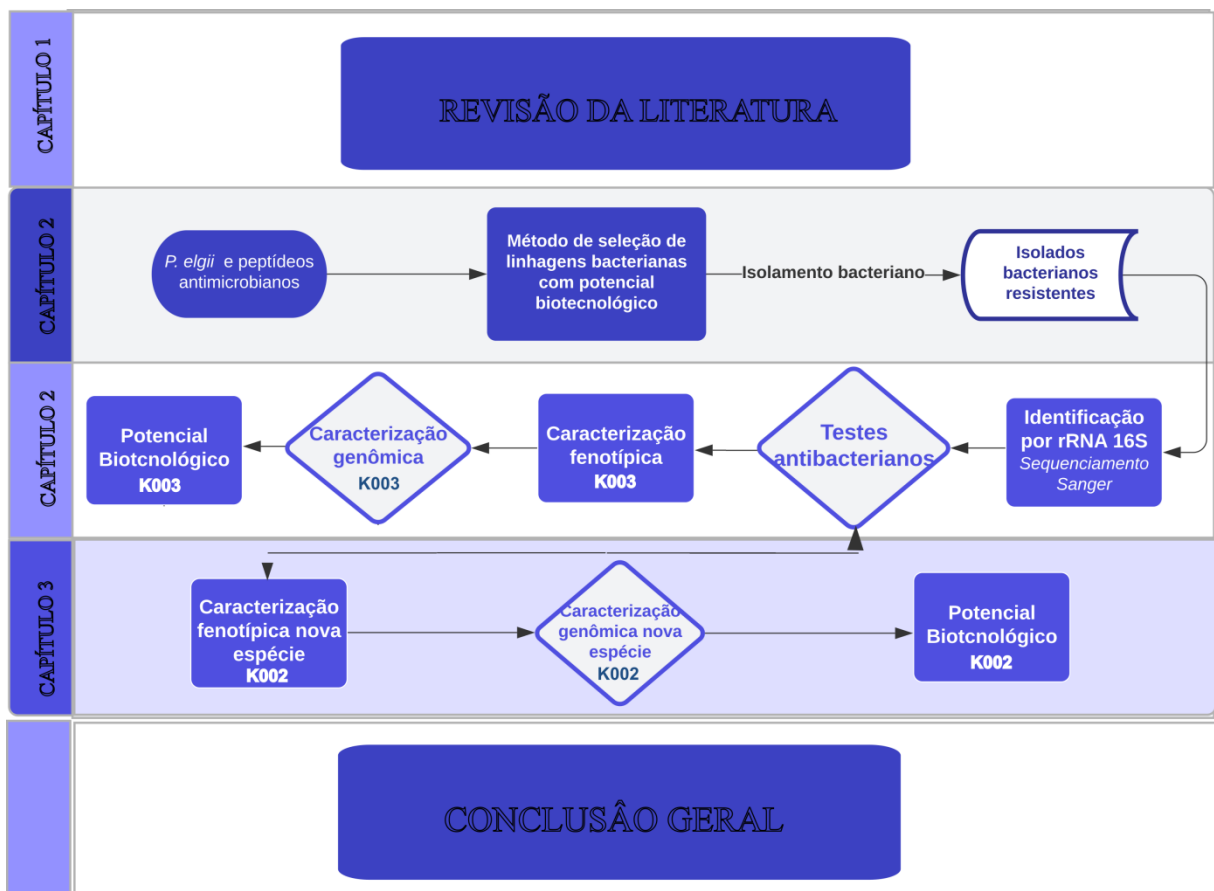 CAPÍTULO 1
REVISÃO DA LITERATURA
CAPÍTULO 2
P. elgii e peptídeos
antimicrobianos
Método de seleção de
linhagens bacterianas
com potencial
biotecnológico
Isolamento bacteriano
Isolados
bacterianos
resistentes
CAPÍTULO 2
Potencial
Biotcnológico
K003
Caracterização
genômica
K003
Caracterização
fenotípica
K003
Testes
antibacterianos
Identificação
por rRNA 16S
Sequenciamento
Sanger
CAPÍTULO 3
Caracterização
fenotípica nova
espécie
K002
Caracterização
genômica nova
espécie
K002
Potencial
Biotcnológico
K002
CONCLUSÂO GERAL